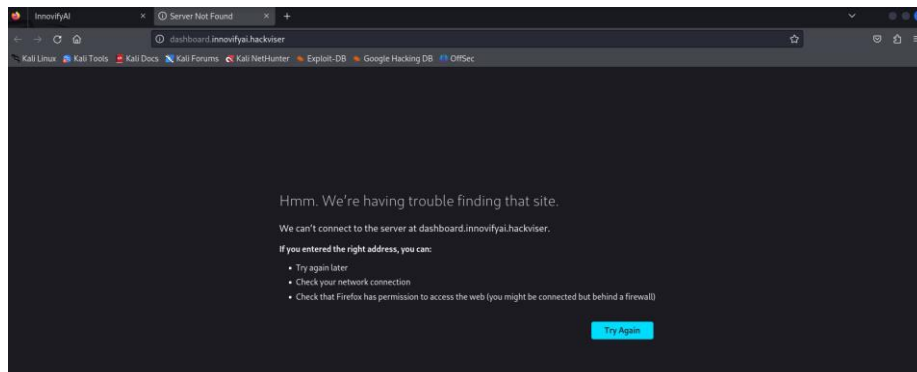 InnovifyAI
Server Not Found
dashboard.innovifyai.hackviser
Kali Linux Kali Tools Kali Docs Kali Forums Kali NetHunter Exploit-DB Google Hacking DB OffSec
Hmm. We're having trouble finding that site.
We can't connect to the server at dashboard.innovifyai.hackviser.
If you entered the right address, you can:
• Try again later
• Check your network connection
• Check that Firefox has permission to access the web (you might be connected but behind a firewall)
Try Again